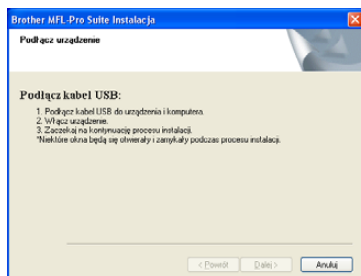 Brother MFL-Pro Suite Instalacja
Podłącz urządzenie
Podłącz kabel USB:
1. Podłącz kabel USB do urządzenia i komputera.
2. Włącz urządzenie.
3. Zaczekaj na kontynuację procesu instalacji.
*Niektóre okna będą się otwierały i zamykały podczas procesu instalacji.
< Powrót Dalej > Anuluj